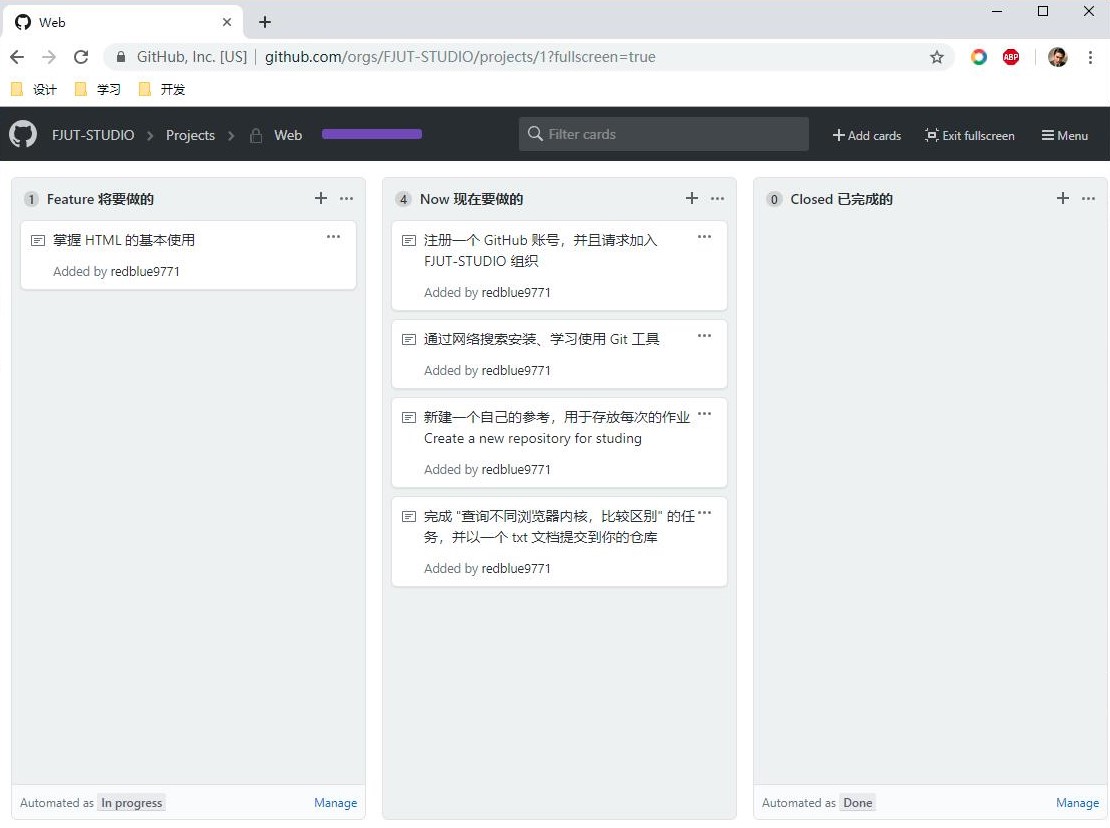 Web
GitHub, Inc. [US]
github.com/orgs/FJUT-STUDIO/projects/1?fullscreen=true
ABP
设计
学习
开发
FJUT-STUDIO
Projects
Web
Filter cards
Add cards
Exit fullscreen
Menu
1 Feature 将要做的
掌握 HTML 的基本使用
Added by redblue9771
Automated as In progress
Manage
4 Now 现在要做的
注册一个 GitHub 账号，并且请求加入
FJUT-STUDIO 组织
Added by redblue9771
通过网络搜索安装、学习使用 Git 工具
Added by redblue9771
新建一个自己的参考，用于存放每次的作业
Create a new repository for studing
Added by redblue9771
完成 "查询不同浏览器内核，比较区别" 的任
务，并以一个 txt 文档提交到你的仓库
Added by redblue9771
0 Closed 已完成的
Automated as Done
Manage